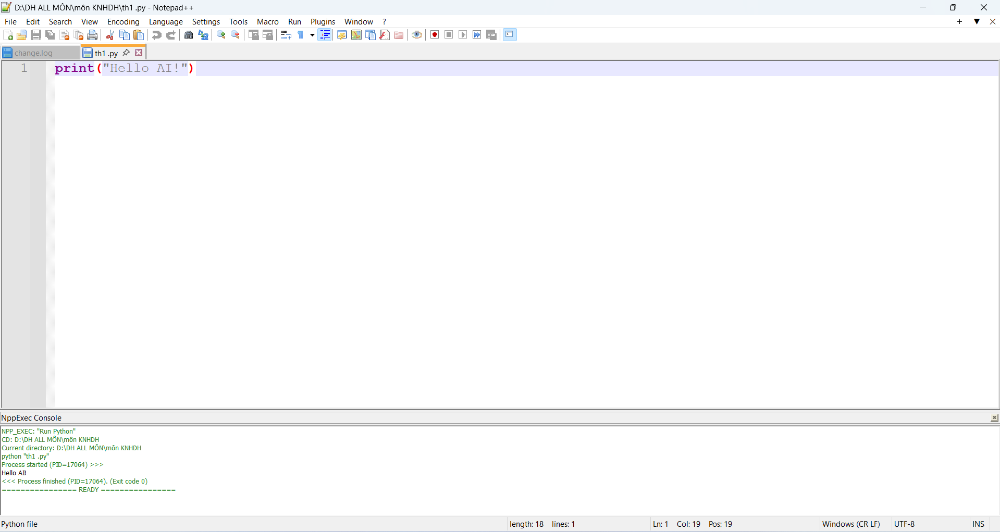 D:\DH ALL MÔN\môn KNHDH\th1 .py - Notepad++
File Edit Search View Encoding Language Settings Tools Macro Run Plugins Window ?
change.log th1 .py
1 print("Hello AI!")
NppExec Console
NPP_EXEC: "Run Python"
CD: D:\DH ALL MÔN\môn KNHDH
Current directory: D:\DH ALL MÔN\môn KNHDH
python "th1 .py"
Process started (PID=17064) >>>
Hello AI!
<<< Process finished (PID=17064). (Exit code 0)
================ READY ================
Python file length: 18 lines: 1 Ln: 1 Col: 19 Pos: 19 Windows (CR LF) UTF-8 INS